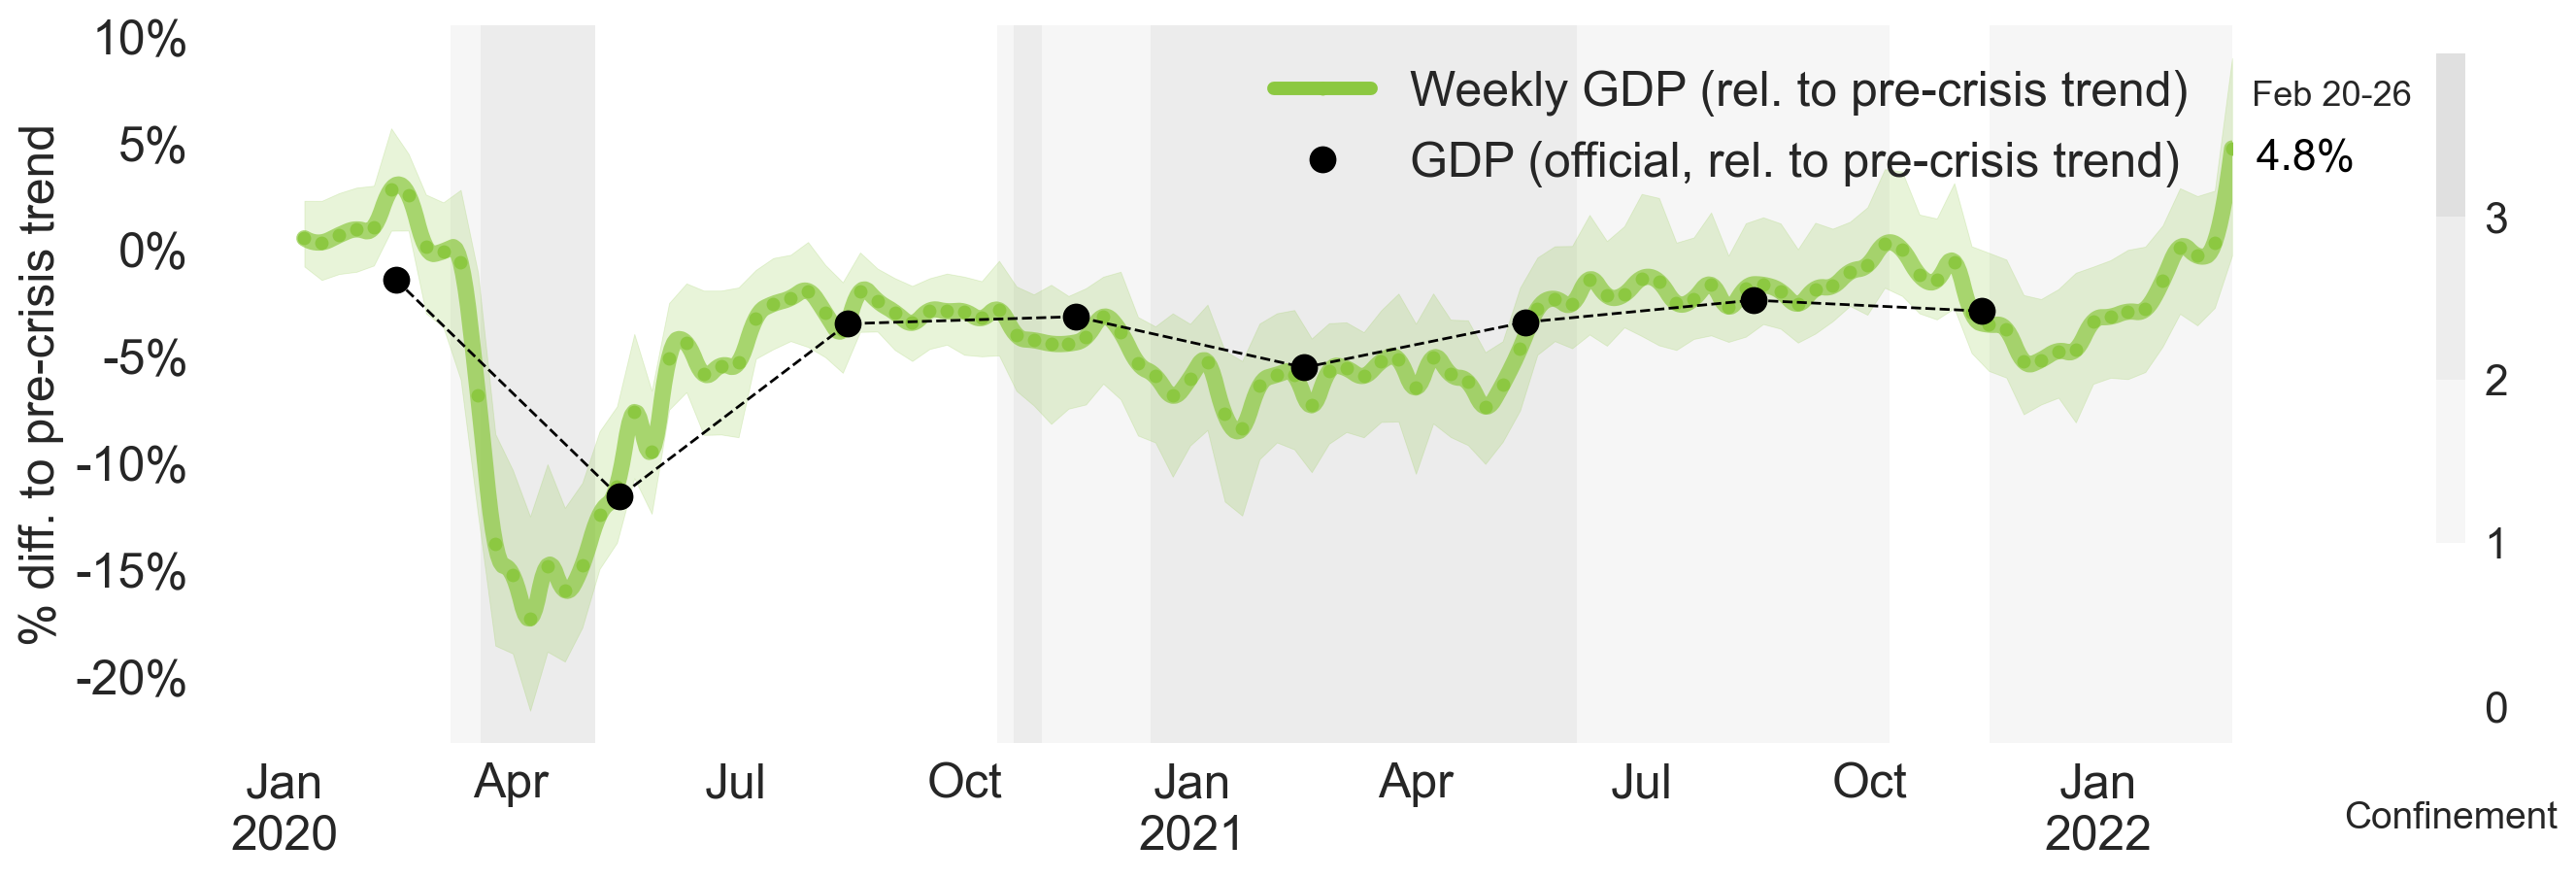 10%
5%
0%
-5%
-10%
-15%
-20%
% diff. to pre-crisis trend
Weekly GDP (rel. to pre-crisis trend)
GDP (official, rel. to pre-crisis trend)
Feb 20-26
4.8%
3
2
1
0
Confinement
Jan Apr Jul Oct Jan Apr Jul Oct Jan
2020 2021 2022